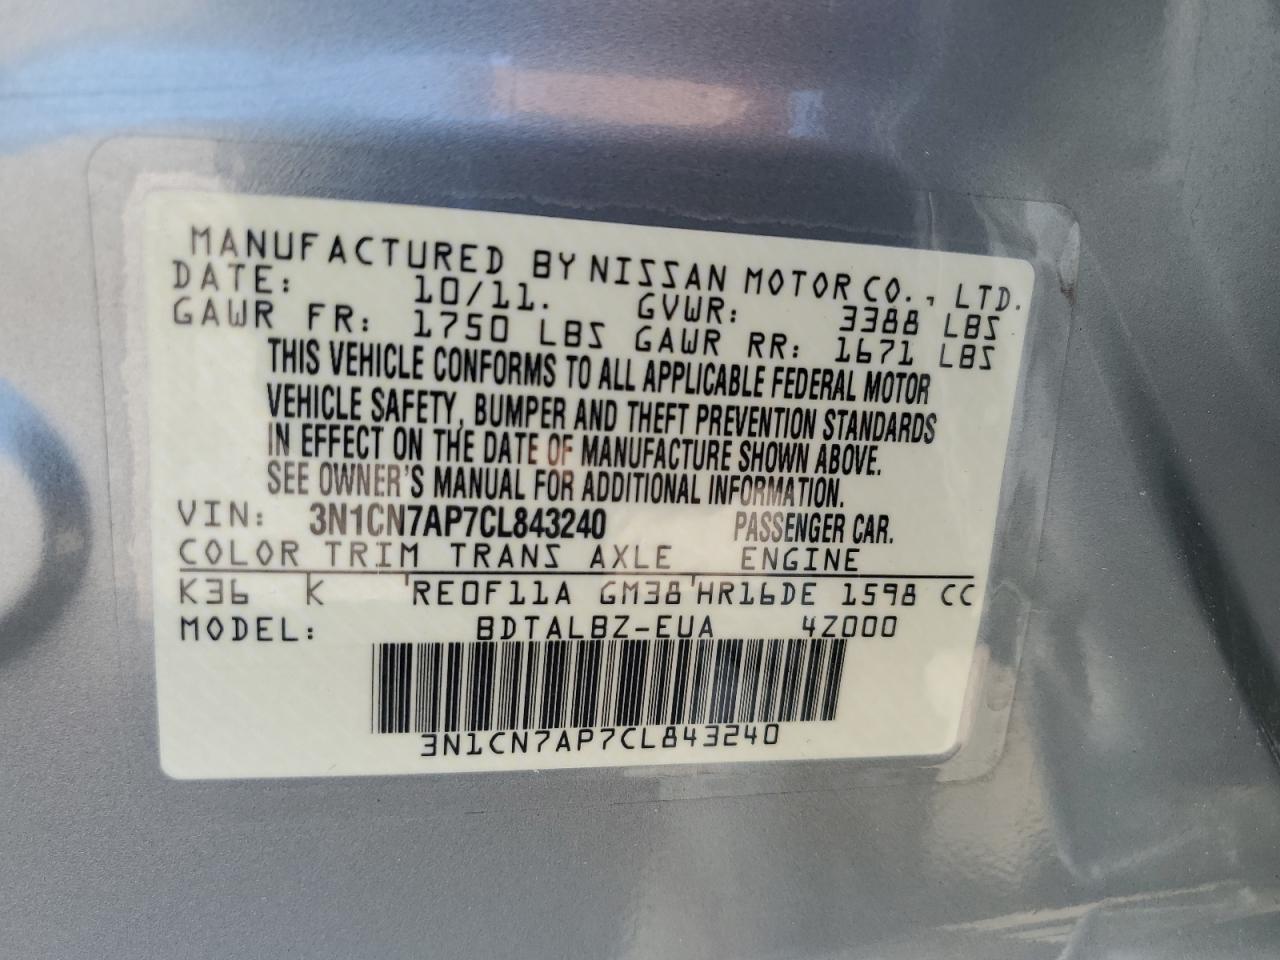 MANUFACTURED BY NISSAN MOTOR CO., LTD.
DATE: 10/11. GVWR: 3388 LBS
GAWR FR: 1750 LBS GAWR RR: 1671 LBS
THIS VEHICLE CONFORMS TO ALL APPLICABLE FEDERAL MOTOR
VEHICLE SAFETY, BUMPER AND THEFT PREVENTION STANDARDS
IN EFFECT ON THE DATE OF MANUFACTURE SHOWN ABOVE.
SEE OWNER'S MANUAL FOR ADDITIONAL INFORMATION.
VIN: 3N1CN7AP7CL843240 PASSENGER CAR.
COLOR TRIM TRANS AXLE ENGINE
K36 K RE0F11A GM38 HR16DE 1598 CC
MODEL: BDTALBZ-EUA 4Z000
3N1CN7AP7CL843240